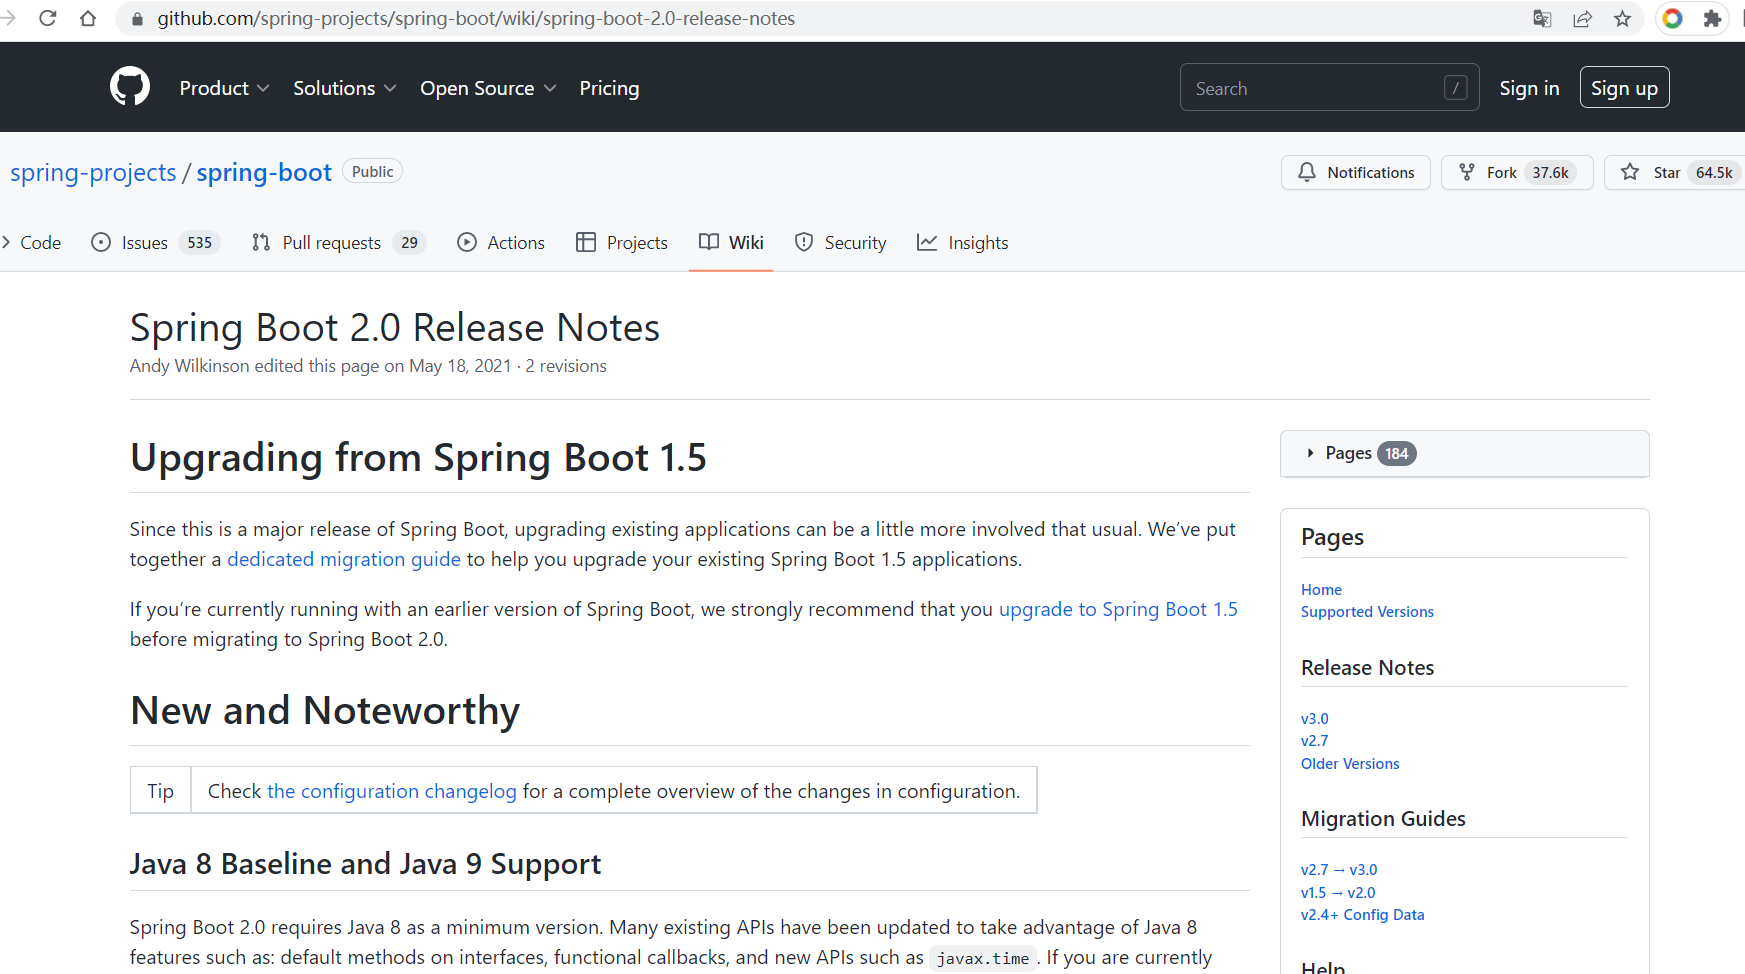 github.com/spring-projects/spring-boot/wiki/spring-boot-2.0-release-notes
Product Solutions Open Source Pricing Search / Sign in Sign up
spring-projects / spring-boot Public Notifications Fork 37.6k Star 64.5k
Code Issues 535 Pull requests 29 Actions Projects Wiki Security Insights
Spring Boot 2.0 Release Notes
Andy Wilkinson edited this page on May 18, 2021 · 2 revisions
Upgrading from Spring Boot 1.5
Since this is a major release of Spring Boot, upgrading existing applications can be a little more involved that usual. We’ve put
together a dedicated migration guide to help you upgrade your existing Spring Boot 1.5 applications.
If you’re currently running with an earlier version of Spring Boot, we strongly recommend that you upgrade to Spring Boot 1.5
before migrating to Spring Boot 2.0.
New and Noteworthy
Tip Check the configuration changelog for a complete overview of the changes in configuration.
Java 8 Baseline and Java 9 Support
Spring Boot 2.0 requires Java 8 as a minimum version. Many existing APIs have been updated to take advantage of Java 8
features such as: default methods on interfaces, functional callbacks, and new APIs such as javax.time. If you are currently
Pages 184
Pages
Home
Supported Versions
Release Notes
v3.0
v2.7
Older Versions
Migration Guides
v2.7 → v3.0
v1.5 → v2.0
v2.4+ Config Data
Help